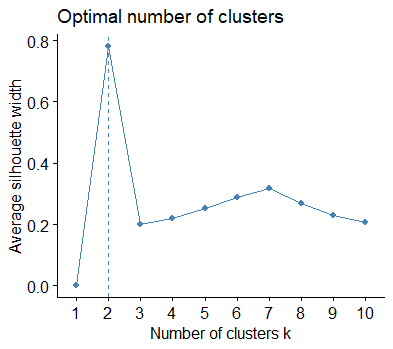 Optimal number of clusters
Average silhouette width
0.8
0.6
0.4
0.2
0.0
1 2 3 4 5 6 7 8 9 10
Number of clusters k